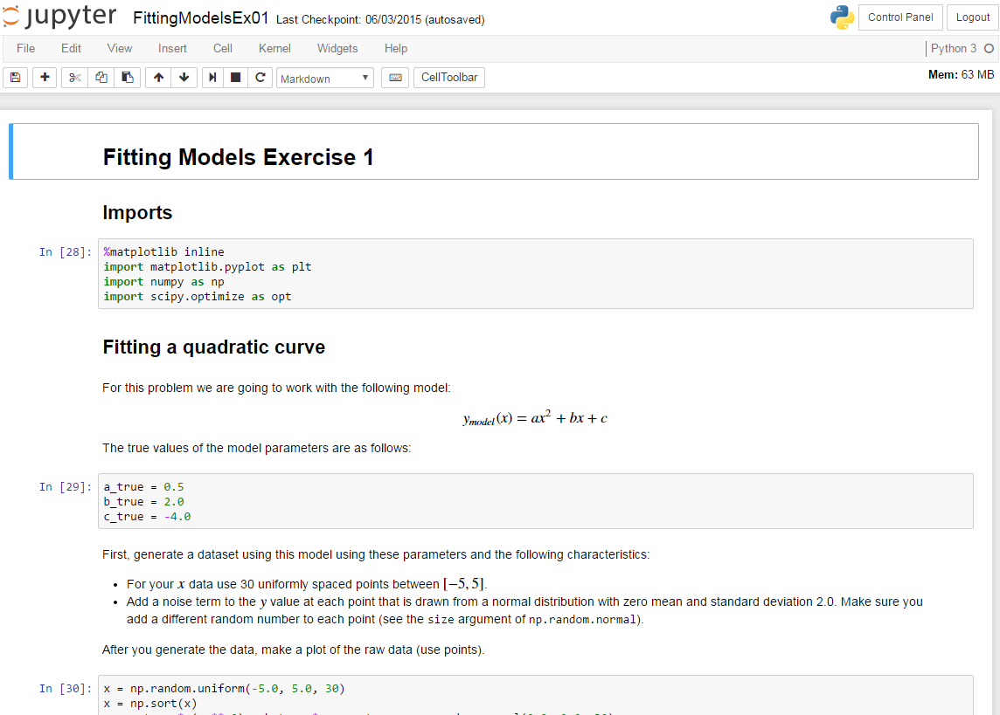 jupyter FittingModelsEx01 Last Checkpoint: 06/03/2015 (autosaved)
Control Panel Logout
File Edit View Insert Cell Kernel Widgets Help Python 3
Markdown CellToolbar Mem: 63 MB
Fitting Models Exercise 1
Imports
In [28]: %matplotlib inline
import matplotlib.pyplot as plt
import numpy as np
import scipy.optimize as opt
Fitting a quadratic curve
For this problem we are going to work with the following model:
y_model(x) = ax² + bx + c
The true values of the model parameters are as follows:
In [29]: a_true = 0.5
b_true = 2.0
c_true = -4.0
First, generate a dataset using this model using these parameters and the following characteristics:
• For your x data use 30 uniformly spaced points between [−5, 5].
• Add a noise term to the y value at each point that is drawn from a normal distribution with zero mean and standard deviation 2.0. Make sure you
add a different random number to each point (see the size argument of np.random.normal).
After you generate the data, make a plot of the raw data (use points).
In [30]: x = np.random.uniform(-5.0, 5.0, 30)
x = np.sort(x)